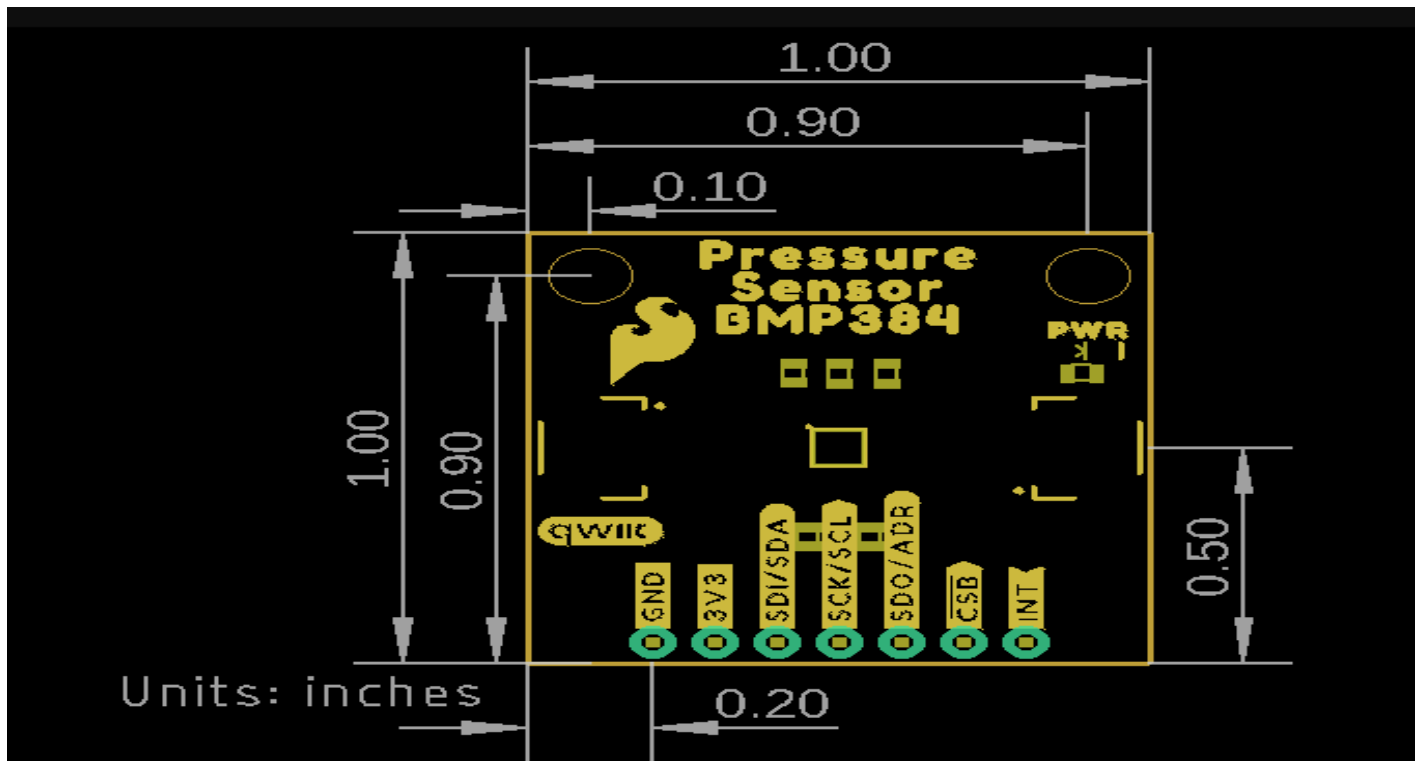 1.00
0.90
0.10
Pressure
Sensor
BMP384
PWR
1.00
0.90
0.50
qwiic
GND
3V3
SDI/SDA
SCK/SCL
SDO/ADR
CSB
INT
Units: inches
0.20